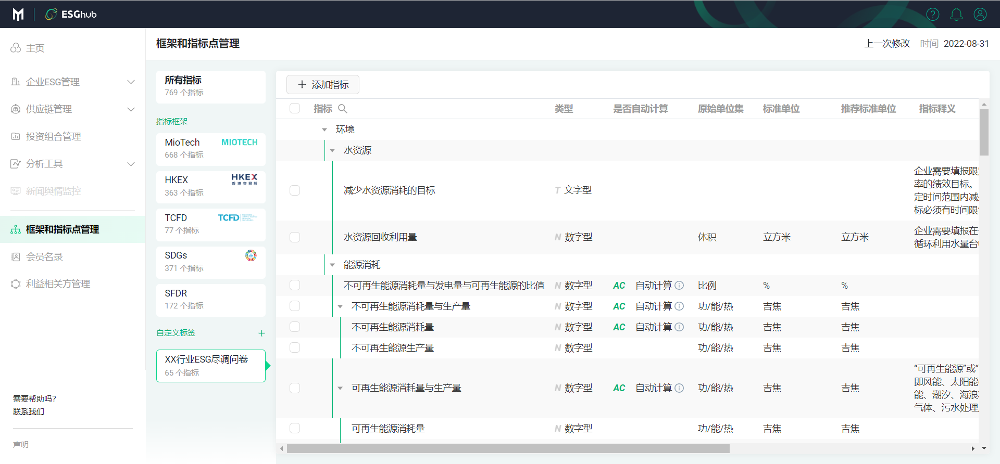 ESGhub
主页
企业ESG管理
供应链管理
投资组合管理
分析工具
新闻舆情监控
框架和指标点管理
会员名录
利益相关方管理
需要帮助吗?
联系我们
声明
框架和指标点管理
上一次修改 时间 2022-08-31
所有指标
769 个指标
指标框架
MioTech MIOTECH
668 个指标
HKEX HKEX
香港交易所
363 个指标
TCFD TCFD
77 个指标
SDGs
371 个指标
SFDR
172 个指标
自定义标签 +
XX行业ESG尽调问卷
65 个指标
+ 添加指标
指标 类型 是否自动计算 原始单位集 标准单位 推荐标准单位 指标释义
环境
水资源
减少水资源消耗的目标 T 文字型
企业需要填报限
率的绩效目标。
定时间范围内减
标必须有时间限
水资源回收利用量 N 数字型 体积 立方米 立方米
企业需要填报在
循环利用水量台
能源消耗
不可再生能源消耗量与发电量与可再生能源的比值 N 数字型 AC 自动计算 比例 % %
不可再生能源消耗量与生产量 N 数字型 AC 自动计算 功/能/热 吉焦 吉焦
不可再生能源消耗量 N 数字型 AC 自动计算 功/能/热 吉焦 吉焦
不可再生能源生产量 N 数字型 功/能/热 吉焦 吉焦
可再生能源消耗量与生产量 N 数字型 AC 自动计算 功/能/热 吉焦 吉焦
“可再生能源”或“
即风能、太阳能
能、潮汐、海浪
气体、污水处理
可再生能源消耗量 N 数字型 功/能/热 吉焦 吉焦